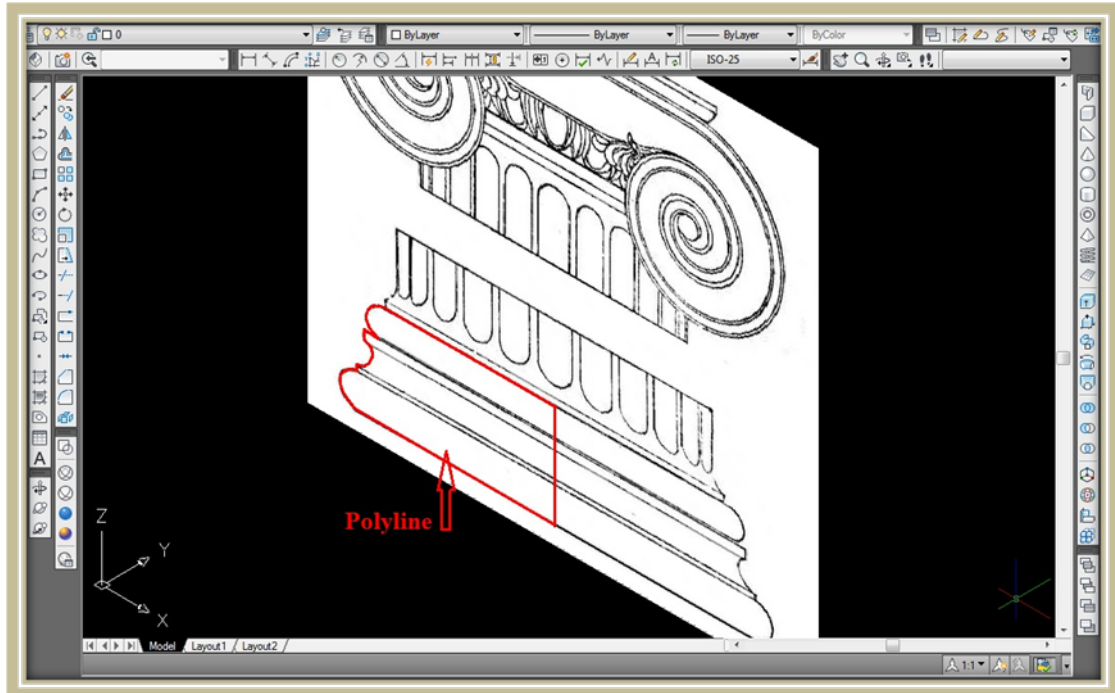 0 ByLayer ByLayer ByLayer ByColor
ISO-25
Polyline
Z
Y
X
A
Model Layout1 Layout2
1:1